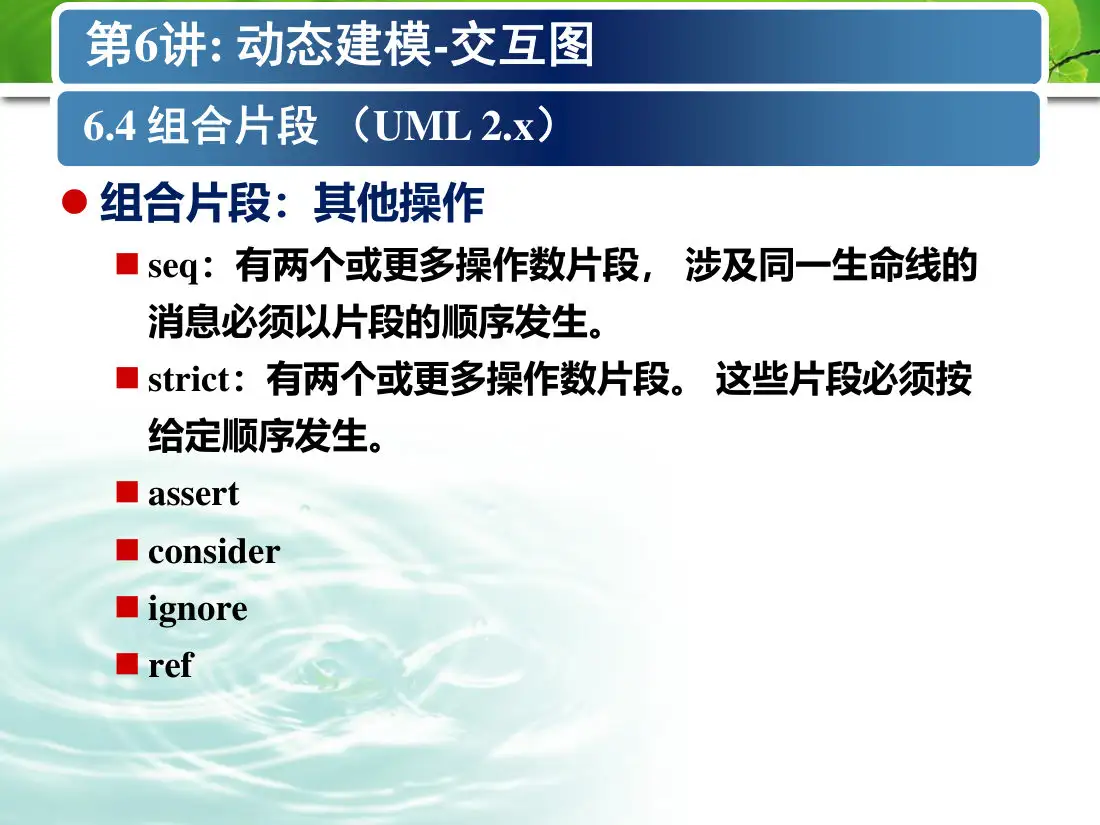 第6讲: 动态建模-交互图
6.4 组合片段 （UML 2.x）
组合片段：其他操作
seq：有两个或更多操作数片段， 涉及同一生命线的
消息必须以片段的顺序发生。
strict：有两个或更多操作数片段。 这些片段必须按
给定顺序发生。
assert
consider
ignore
ref